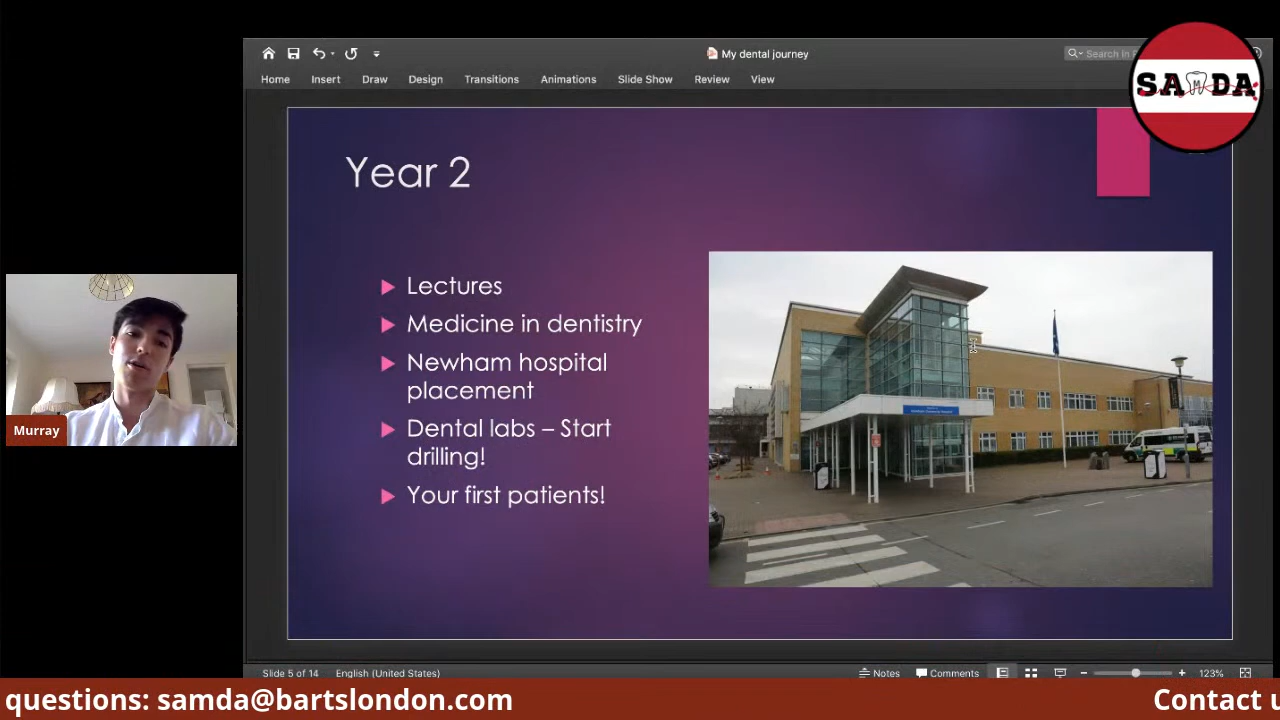 My dental journey
Search in
Home Insert Draw Design Transitions Animations Slide Show Review View
SAMDA
Year 2
Lectures
Medicine in dentistry
Newham hospital
placement
Dental labs – Start
drilling!
Your first patients!
Murray
Slide 5 of 14 English (United States) Notes Comments 123%
questions: samda@bartslondon.com Contact u